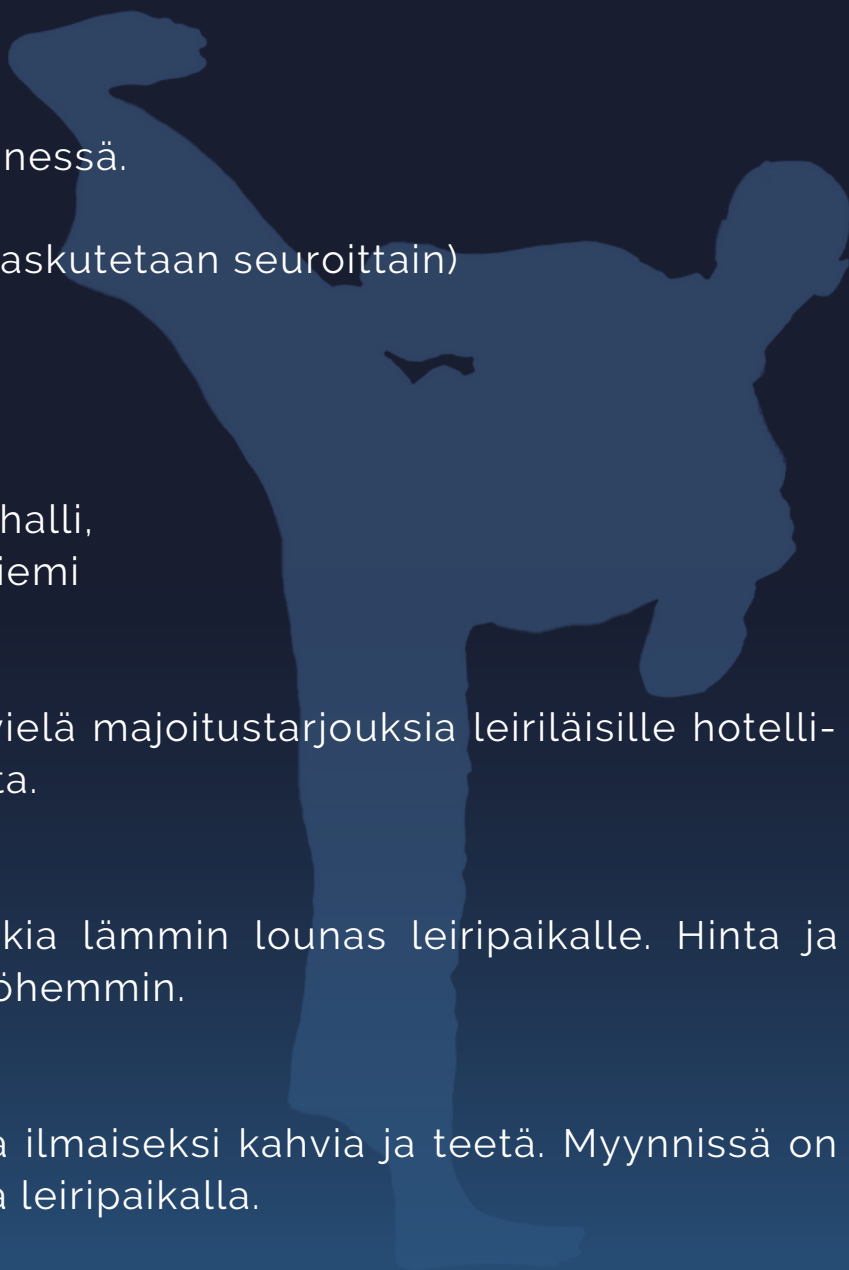 nessä.
askutetaan seuroittain)
halli,
iemi
vielä majoitustarjouksia leiriläisille hotelli-
ta.
kia lämmin lounas leiripaikalle. Hinta ja
öhemmin.
a ilmaiseksi kahvia ja teetä. Myynnissä on
a leiripaikalla.